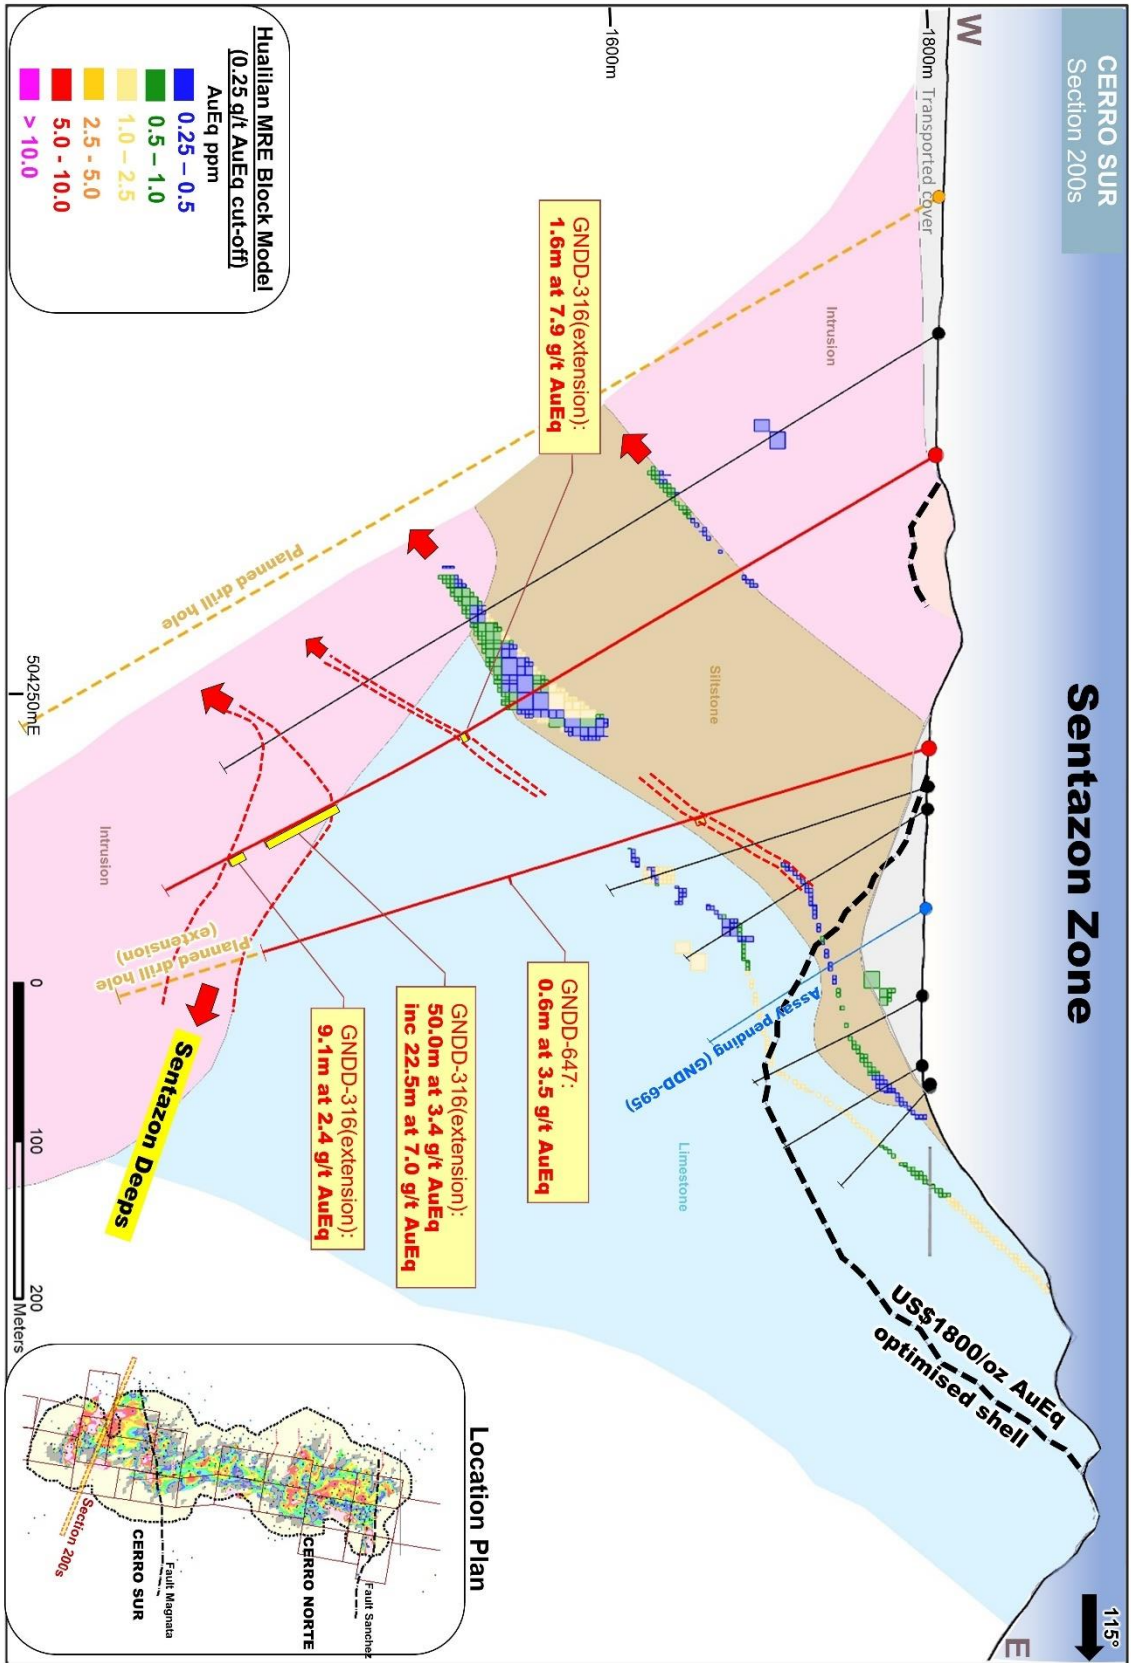 CERRO SUR
Section 200s
Sentazon Zone
115°
W
E
1800m
Transported cover
1600m
Intrusion
Siltstone
Limestone
Intrusion
US$1800/oz AuEq
optimised shell
Assay pending (GNDD-695)
GNDD-316(extension):
1.6m at 7.9 g/t AuEq
GNDD-647:
0.6m at 3.5 g/t AuEq
GNDD-316(extension):
50.0m at 3.4 g/t AuEq
inc 22.5m at 7.0 g/t AuEq
GNDD-316(extension):
9.1m at 2.4 g/t AuEq
Planned drill hole
Planned drill hole
(extension)
Sentazon Deeps
504250mE
0
100
200
Meters
Hualilan MRE Block Model
(0.25 g/t AuEq cut-off)
AuEq ppm
0.25 – 0.5
0.5 – 1.0
1.0 – 2.5
2.5 - 5.0
5.0 - 10.0
> 10.0
Location Plan
Fault Sanchez
CERRO NORTE
Fault Magnata
CERRO SUR
Section 200s